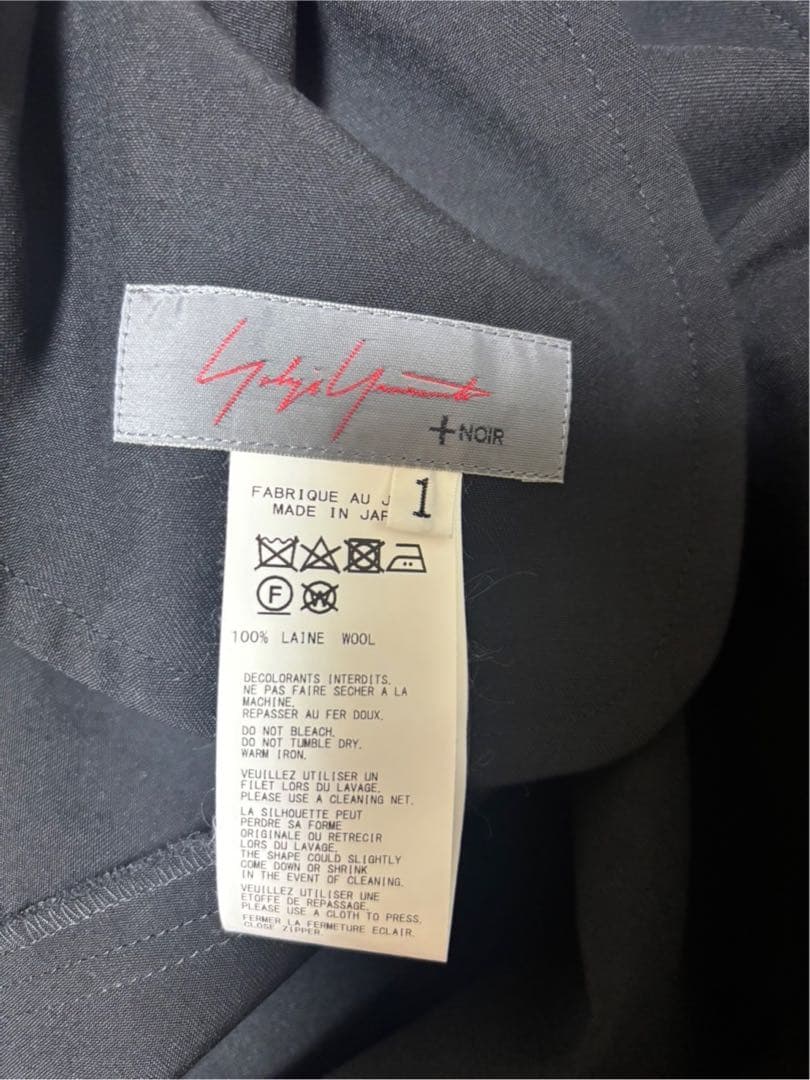 Yohji Yamamoto
+NOIR
1
FABRIQUE AU J
MADE IN JAP
F
W
100% LAINE WOOL
DECOLORANTS INTERDITS.
NE PAS FAIRE SECHER A LA
MACHINE.
REPASSER AU FER DOUX.
DO NOT BLEACH.
DO NOT TUMBLE DRY.
WARM IRON.
VEUILLEZ UTILISER UN
FILET LORS DU LAVAGE.
PLEASE USE A CLEANING NET.
LA SILHOUETTE PEUT
PERDRE SA FORME
ORIGINALE OU RETRECIR
LORS DU LAVAGE.
THE SHAPE COULD SLIGHTLY
COME DOWN OR SHRINK
IN THE EVENT OF CLEANING.
VEUILLEZ UTILISER UNE
ETOFFE DE REPASSAGE.
PLEASE USE A CLOTH TO PRESS.
FERMER LA FERMETURE ECLAIR.
CLOSE ZIPPER.